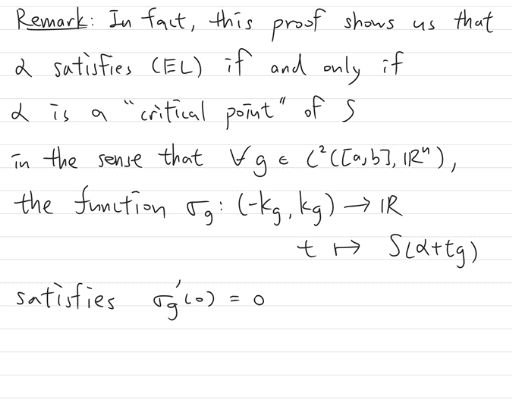 Remark: In fact, this proof shows us that
α satisfies (EL) if and only if
α is a "critical point" of S
in the sense that ∀g ∈ C²([a,b], ℝⁿ),
the function σ_g : (-k_g, k_g) → ℝ
t ↦ S(α+tg)
satisfies σ_g'(0) = 0